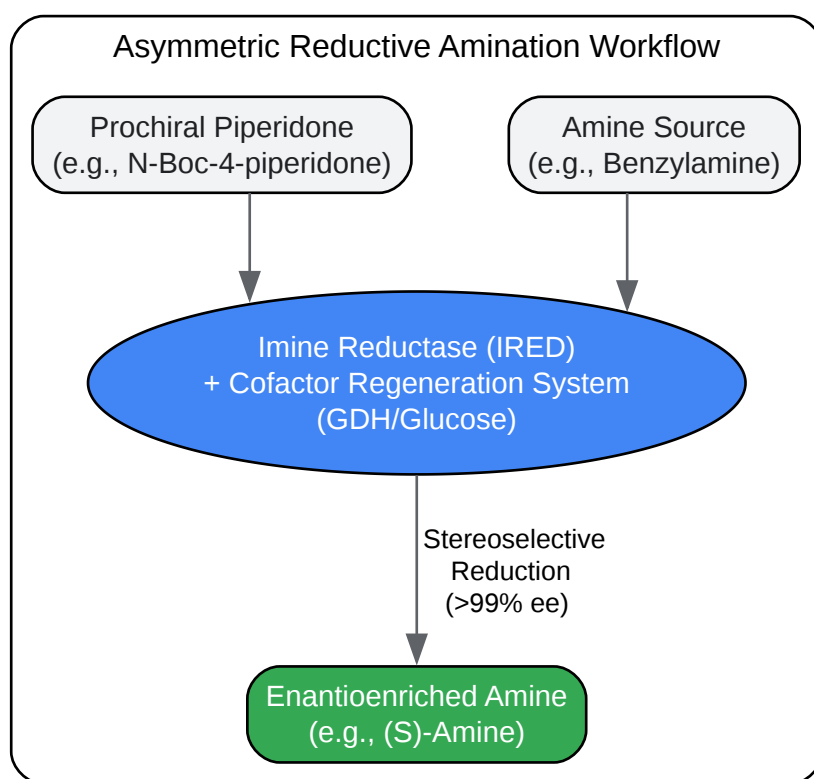 Asymmetric Reductive Amination Workflow
Prochiral Piperidone
(e.g., N-Boc-4-piperidone)
Amine Source
(e.g., Benzylamine)
Imine Reductase (IRED)
+ Cofactor Regeneration System
(GDH/Glucose)
Stereoselective
Reduction
(>99% ee)
Enantioenriched Amine
(e.g., (S)-Amine)